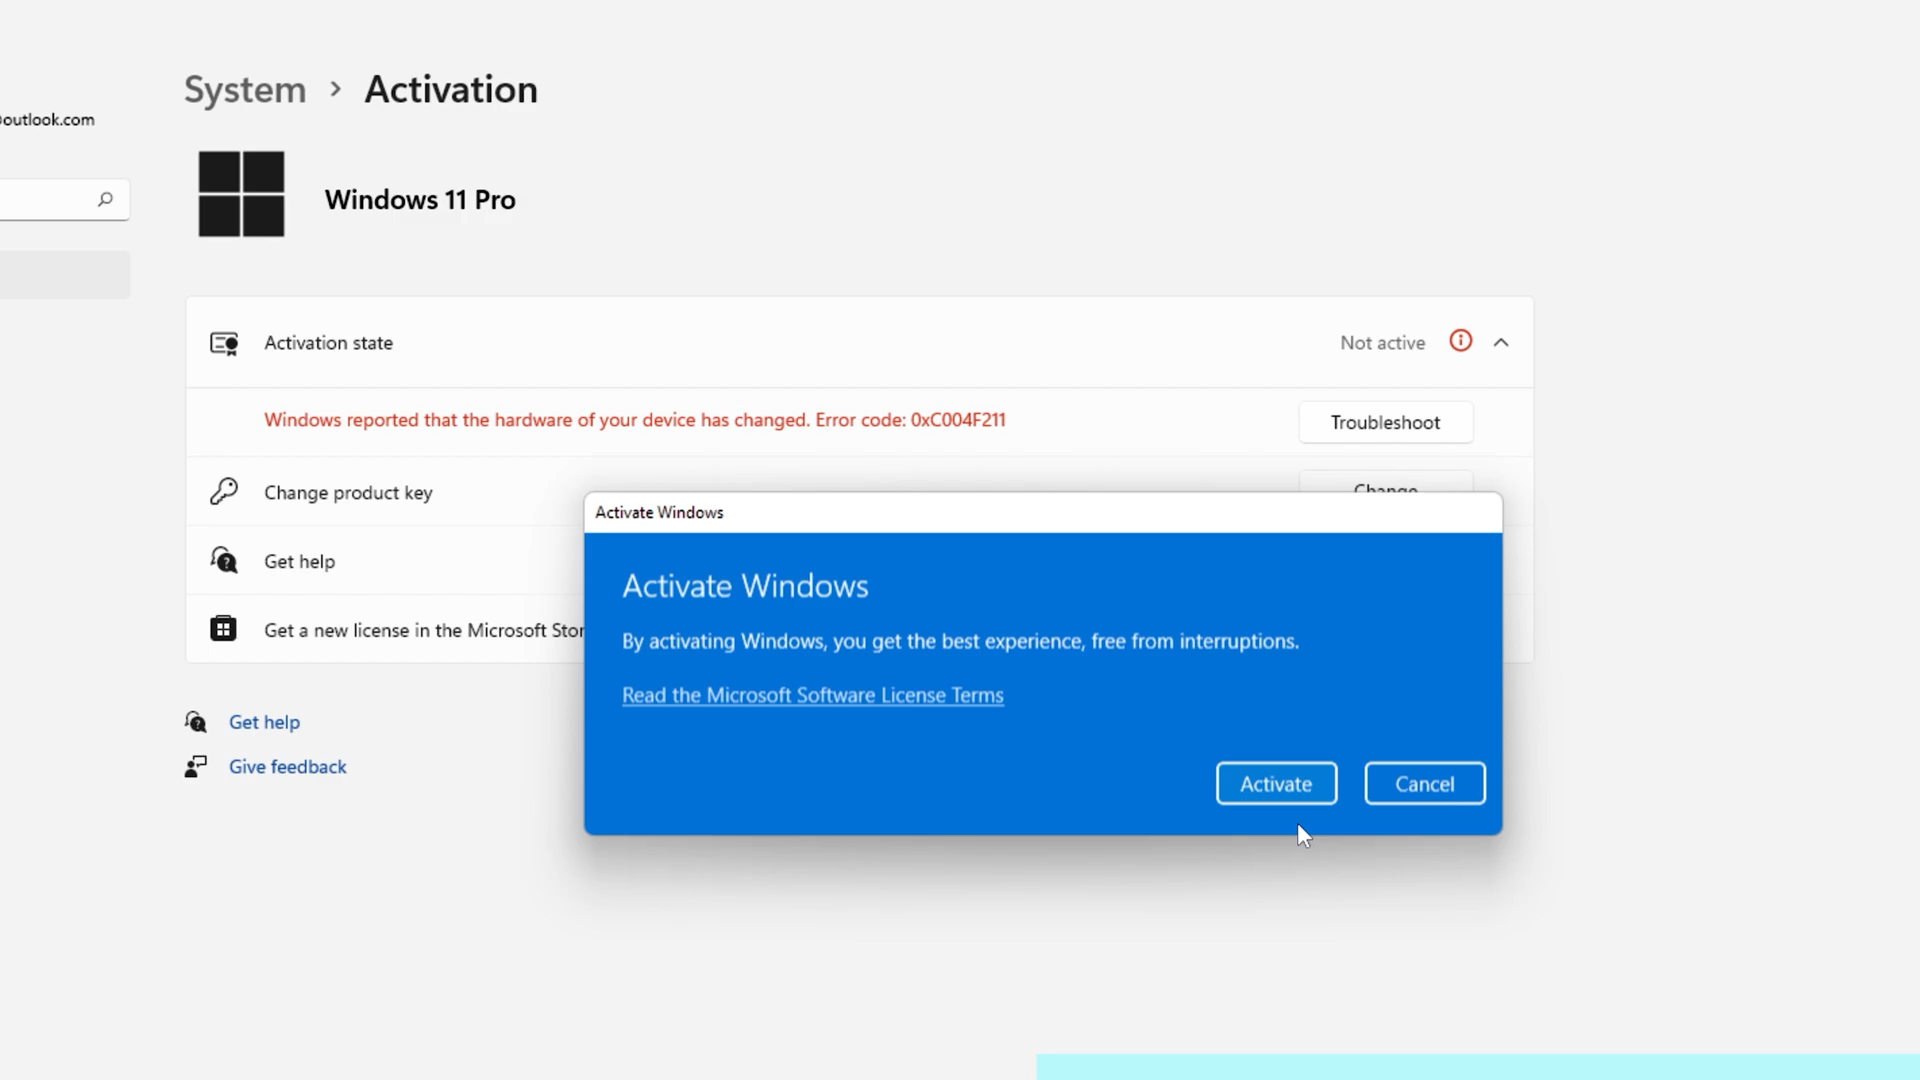 System > Activation
outlook.com
Windows 11 Pro
Activation state
Not active
Windows reported that the hardware of your device has changed. Error code: 0xC004F211
Troubleshoot
Change product key
Change
Activate Windows
Get help
Activate Windows
By activating Windows, you get the best experience, free from interruptions.
Get a new license in the Microsoft Stor
Read the Microsoft Software License Terms
Get help
Give feedback
Activate
Cancel